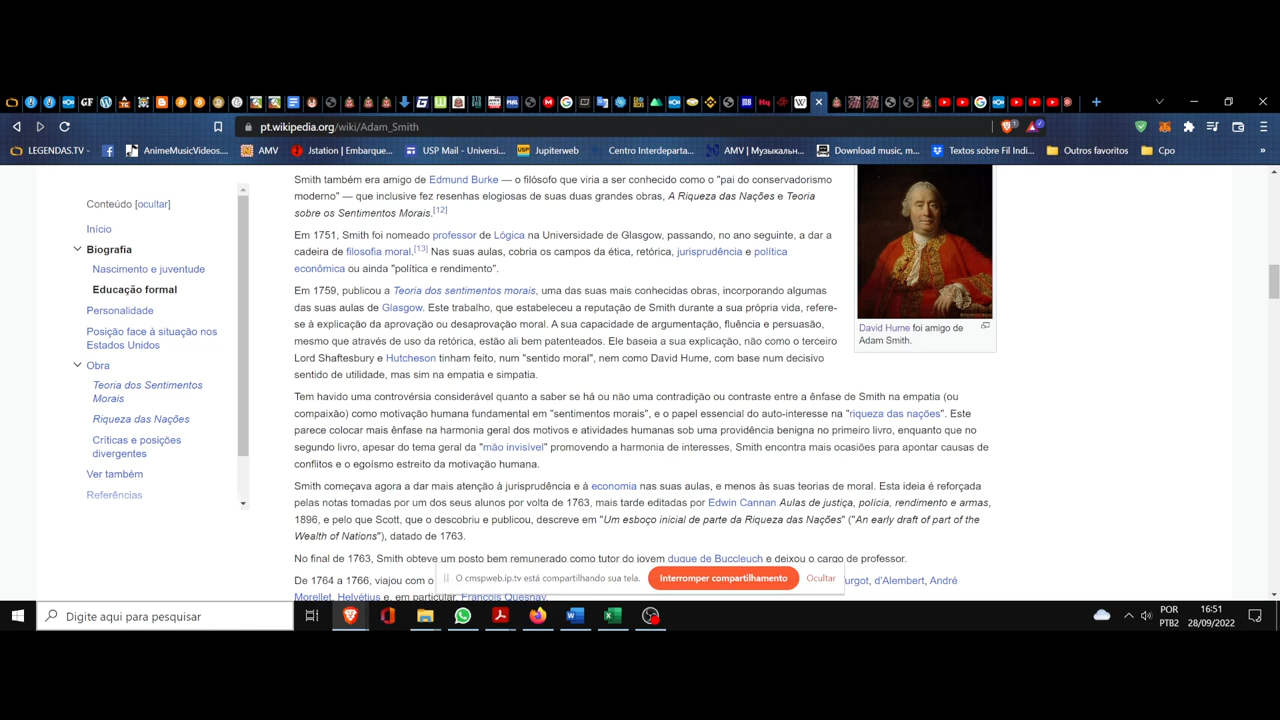 pt.wikipedia.org/wiki/Adam_Smith
LEGENDAS.TV -
AnimeMusicVideos....
AMV
Jstation | Embarque...
USP Mail - Universi...
Jupiterweb
Centro Interdeparta...
AMV | Музыкальн...
Download music, m...
Textos sobre Fil Indi...
Outros favoritos
Cpo
Conteúdo [ocultar]
Início
Biografia
Nascimento e juventude
Educação formal
Personalidade
Posição face à situação nos
Estados Unidos
Obra
Teoria dos Sentimentos
Morais
Riqueza das Nações
Críticas e posições
divergentes
Ver também
Referências
Smith também era amigo de Edmund Burke — o filósofo que viria a ser conhecido como o "pai do conservadorismo
moderno" — que inclusive fez resenhas elogiosas de suas duas grandes obras, A Riqueza das Nações e Teoria
sobre os Sentimentos Morais.[12]
Em 1751, Smith foi nomeado professor de Lógica na Universidade de Glasgow, passando, no ano seguinte, a dar a
cadeira de filosofia moral.[13] Nas suas aulas, cobria os campos da ética, retórica, jurisprudência e política
económica ou ainda "política e rendimento".
Em 1759, publicou a Teoria dos sentimentos morais, uma das suas mais conhecidas obras, incorporando algumas
das suas aulas de Glasgow. Este trabalho, que estabeleceu a reputação de Smith durante a sua própria vida, refere-
se à explicação da aprovação ou desaprovação moral. A sua capacidade de argumentação, fluência e persuasão,
mesmo que através de uso da retórica, estão ali bem patenteados. Ele baseia a sua explicação, não como o terceiro
Lord Shaftesbury e Hutcheson tinham feito, num "sentido moral", nem como David Hume, com base num decisivo
sentido de utilidade, mas sim na empatia e simpatia.
David Hume foi amigo de
Adam Smith.
Tem havido uma controvérsia considerável quanto a saber se há ou não uma contradição ou contraste entre a ênfase de Smith na empatia (ou
compaixão) como motivação humana fundamental em "sentimentos morais", e o papel essencial do auto-interesse na "riqueza das nações". Este
parece colocar mais ênfase na harmonia geral dos motivos e atividades humanas sob uma providência benigna no primeiro livro, enquanto que no
segundo livro, apesar do tema geral da "mão invisível" promovendo a harmonia de interesses, Smith encontra mais ocasiões para apontar causas de
conflitos e o egoísmo estreito da motivação humana.
Smith começava agora a dar mais atenção à jurisprudência e à economia nas suas aulas, e menos às suas teorias de moral. Esta ideia é reforçada
pelas notas tomadas por um dos seus alunos por volta de 1763, mais tarde editadas por Edwin Cannan Aulas de justiça, polícia, rendimento e armas,
1896, e pelo que Scott, que o descobriu e publicou, descreve em "Um esboço inicial de parte da Riqueza das Nações" ("An early draft of part of the
Wealth of Nations"), datado de 1763.
No final de 1763, Smith obteve um posto bem remunerado como tutor do jovem duque de Buccleuch e deixou o cargo de professor.
De 1764 a 1766, viajou com o
urgot, d'Alembert, André
Morellet, Helvétius e, em particular, François Quesnay.
O cmspweb.ip.tv está compartilhando sua tela.
Interromper compartilhamento
Ocultar
Digite aqui para pesquisar
POR
PTB2
16:51
28/09/2022